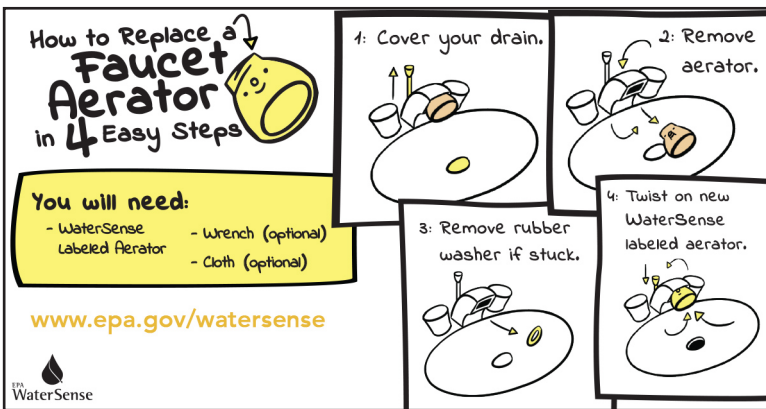 How to Replace a
Faucet
Aerator
in 4 Easy Steps
You will need:
- WaterSense
Labeled Aerator
- Wrench (optional)
- Cloth (optional)
www.epa.gov/watersense
EPA
WaterSense
1: Cover your drain.
2: Remove
aerator.
3: Remove rubber
washer if stuck.
4: Twist on new
WaterSense
labeled aerator.